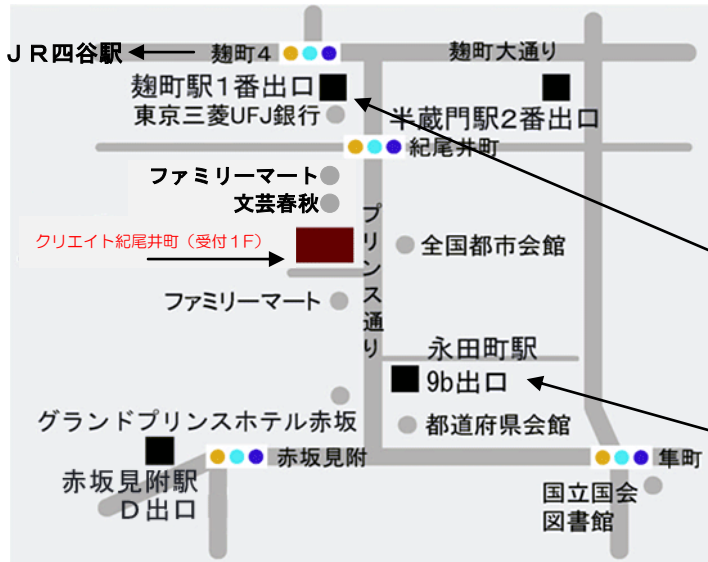 ＪＲ四谷駅
麹町4
麹町大通り
麹町駅1番出口
東京三菱UFJ銀行
半蔵門駅2番出口
紀尾井町
ファミリーマート
文芸春秋
クリエイト紀尾井町（受付１F）
プリンス通り
全国都市会館
ファミリーマート
永田町駅
9b出口
グランドプリンスホテル赤坂
都道府県会館
赤坂見附
隼町
赤坂見附駅
D出口
国立国会
図書館